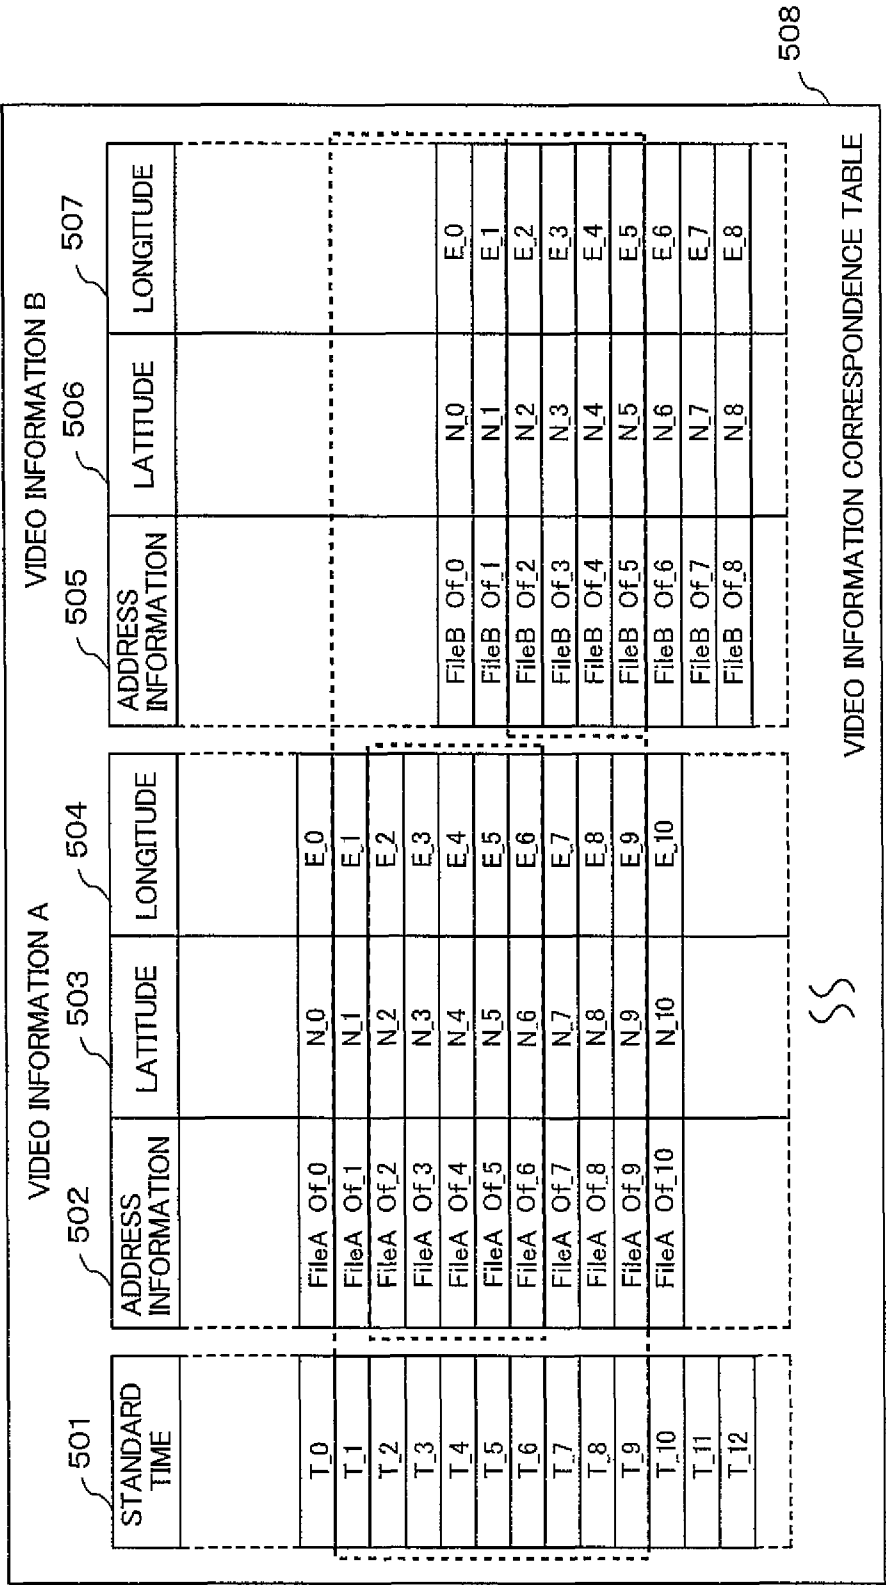 VIDEO INFORMATION A VIDEO INFORMATION B
501 502 503 504 505 506 507
STANDARD TIME ADDRESS INFORMATION LATITUDE LONGITUDE ADDRESS INFORMATION LATITUDE LONGITUDE
T_0 FileA Of_0 N_0 E_0
T_1 FileA Of_1 N_1 E_1
T_2 FileA Of_2 N_2 E_2
T_3 FileA Of_3 N_3 E_3
T_4 FileA Of_4 N_4 E_4 FileB Of_0 N_0 E_0
T_5 FileA Of_5 N_5 E_5 FileB Of_1 N_1 E_1
T_6 FileA Of_6 N_6 E_6 FileB Of_2 N_2 E_2
T_7 FileA Of_7 N_7 E_7 FileB Of_3 N_3 E_3
T_8 FileA Of_8 N_8 E_8 FileB Of_4 N_4 E_4
T_9 FileA Of_9 N_9 E_9 FileB Of_5 N_5 E_5
T_10 FileA Of_10 N_10 E_10 FileB Of_6 N_6 E_6
T_11 FileB Of_7 N_7 E_7
T_12 FileB Of_8 N_8 E_8
VIDEO INFORMATION CORRESPONDENCE TABLE
508